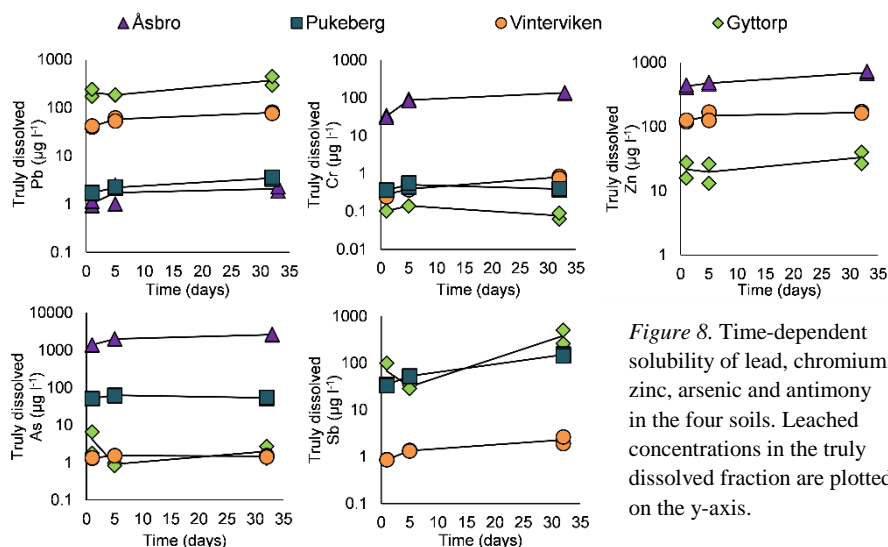 Åsbro Pukeberg Vinterviken Gyttorp
Truly dissolved
Pb (µg l⁻¹)
1000
100
10
1
0.1
0 5 10 15 20 25 30 35
Time (days)
Truly dissolved
Cr (µg l⁻¹)
1000
100
10
1
0.1
0.01
0 5 10 15 20 25 30 35
Time (days)
Truly dissolved
Zn (µg l⁻¹)
1000
100
10
1
0 5 10 15 20 25 30 35
Time (days)
Truly dissolved
As (µg l⁻¹)
10000
1000
100
10
1
0.1
0 5 10 15 20 25 30 35
Time (days)
Truly dissolved
Sb (µg l⁻¹)
1000
100
10
1
0.1
0 5 10 15 20 25 30 35
Time (days)
Figure 8. Time-dependent
solubility of lead, chromium
zinc, arsenic and antimony
in the four soils. Leached
concentrations in the truly
dissolved fraction are plotted
on the y-axis.